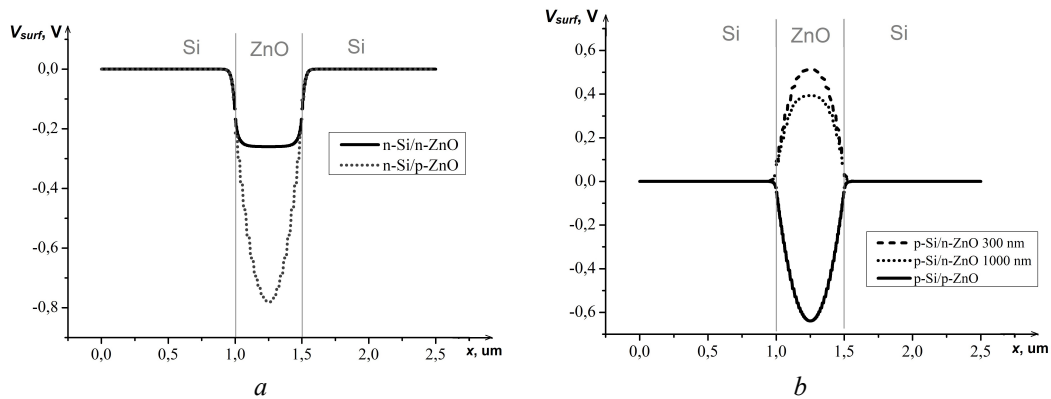 V_surf, V
Si ZnO Si
0,0
-0,2
-0,4
-0,6
-0,8
n-Si/n-ZnO
n-Si/p-ZnO
0,0 0,5 1,0 1,5 2,0 2,5
x, um
a
V_surf, V
Si ZnO Si
0,6
0,4
0,2
0,0
-0,2
-0,4
-0,6
p-Si/n-ZnO 300 nm
p-Si/n-ZnO 1000 nm
p-Si/p-ZnO
0,0 0,5 1,0 1,5 2,0 2,5
x, um
b